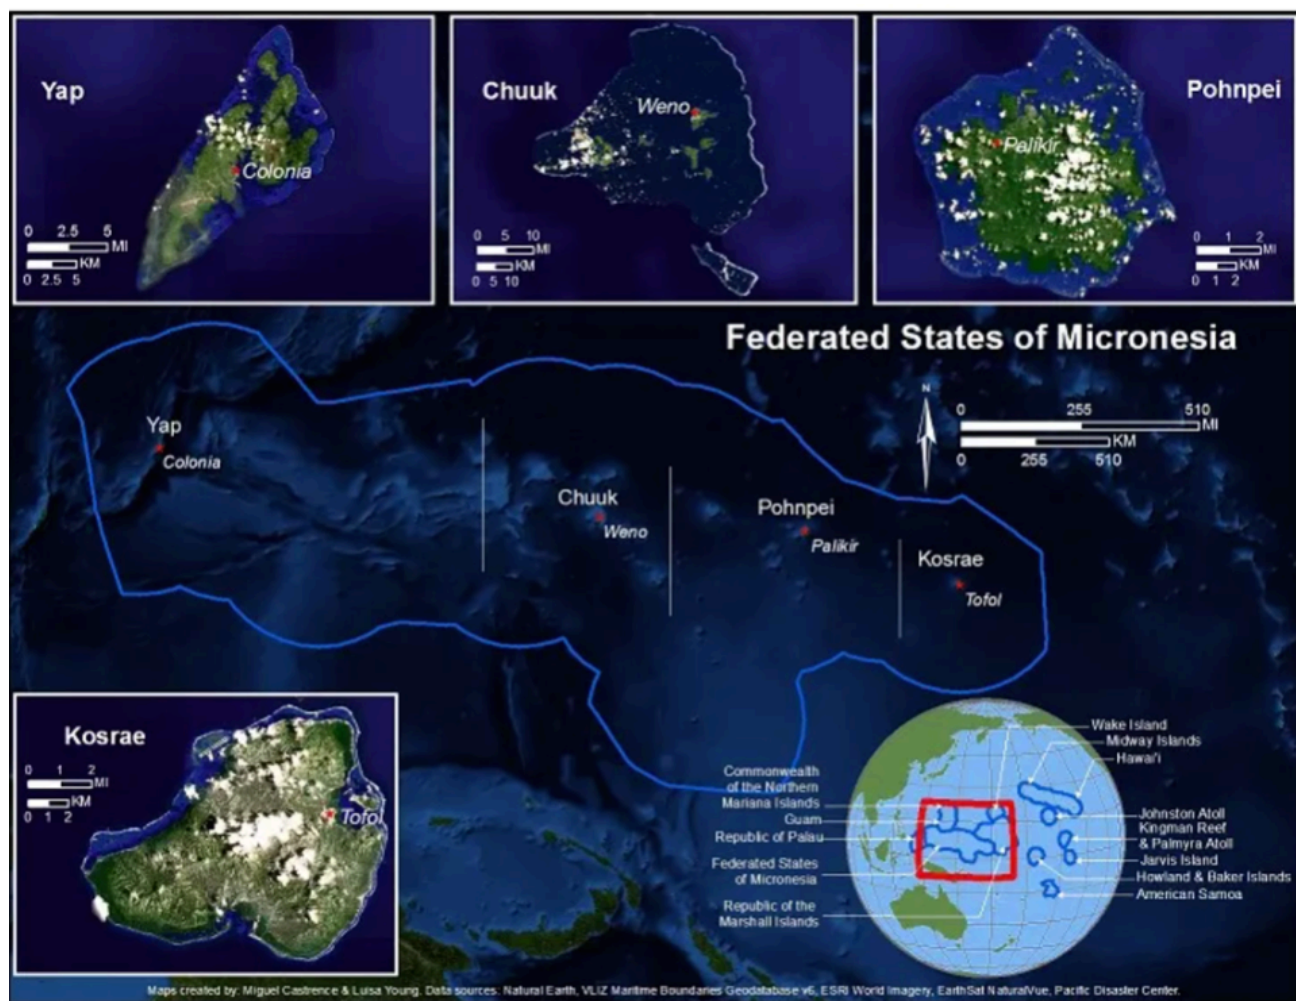 Yap
Colonia
0 2.5 5
MI
KM
0 2.5 5
Chuuk
Weno
0 5 10
MI
KM
0 5 10
Pohnpei
Palikir
0 1 2
MI
KM
0 1 2
Federated States of Micronesia
N
0 255 510
MI
KM
0 255 510
Yap
Colonia
Chuuk
Weno
Pohnpei
Palikir
Kosrae
Tofol
Kosrae
0 1 2
MI
KM
0 1 2
Tofol
Wake Island
Midway Islands
Hawai'i
Commonwealth
of the Northern
Mariana Islands
Guam
Republic of Palau
Federated States
of Micronesia
Republic of the
Marshall Islands
Johnston Atoll
Kingman Reef
& Palmyra Atoll
Jarvis Island
Howland & Baker Islands
American Samoa
Maps created by: Miguel Castrence & Luisa Young. Data sources: Natural Earth, VLIZ Maritime Boundaries Geodatabase v6, ESRI World Imagery, EarthSat NaturalVue, Pacific Disaster Center.